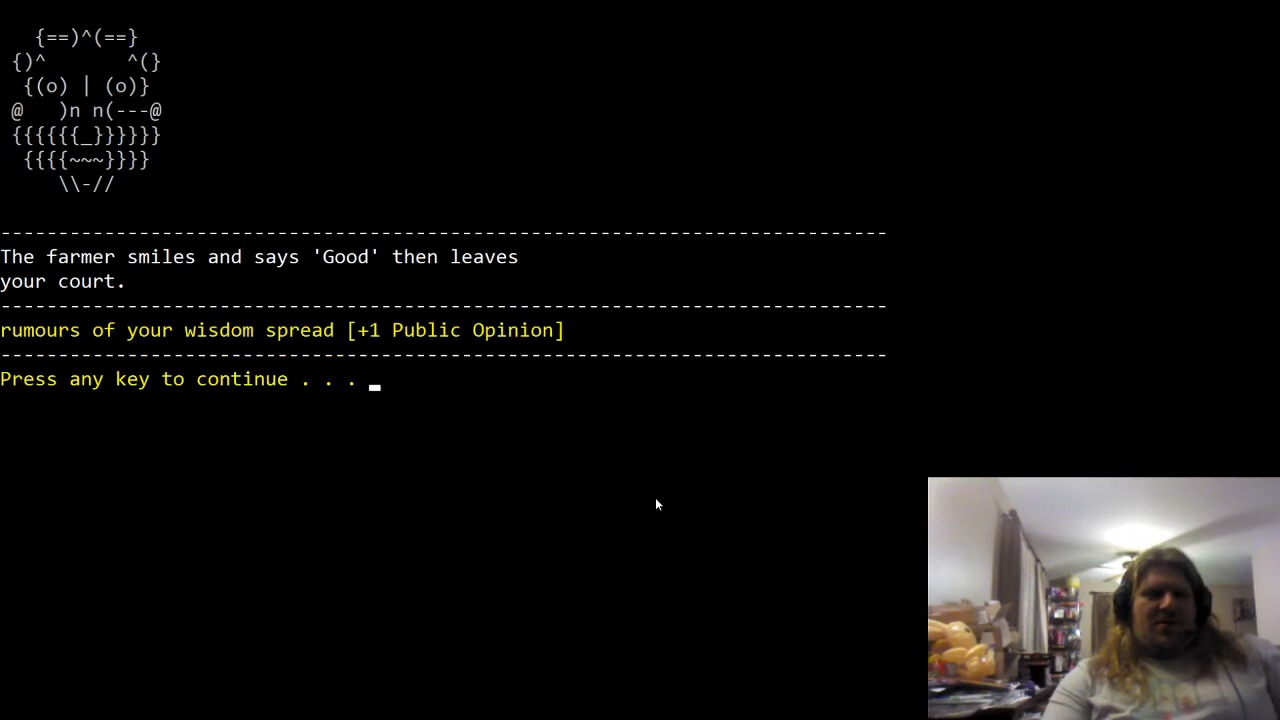 {==)^(==}
{)^       ^(}
{(o) | (o)}
@   )n n(---@
{{{{{{_}}}}}}
{{{{~~~}}}}
\\-//
-----------------------------------------------------------------------------
The farmer smiles and says 'Good' then leaves
your court.
-----------------------------------------------------------------------------
rumours of your wisdom spread [+1 Public Opinion]
-----------------------------------------------------------------------------
Press any key to continue . . .